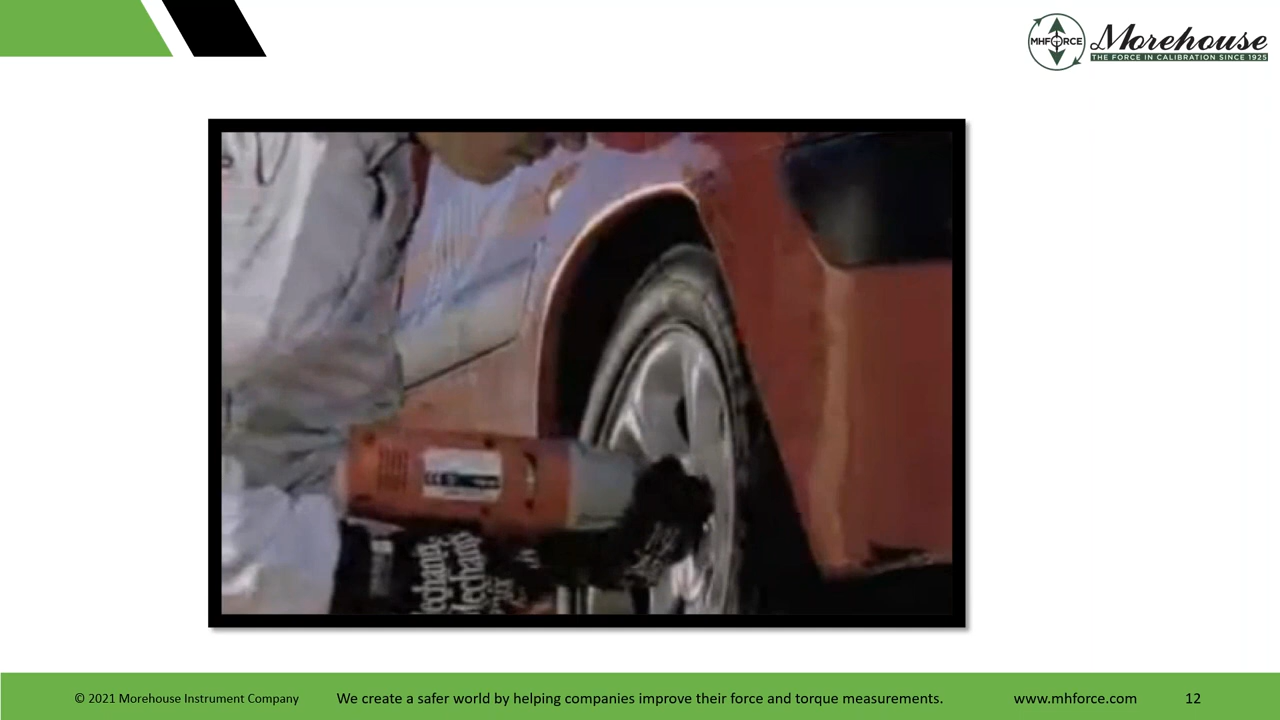 MHFORCE
Morehouse
THE FORCE IN CALIBRATION SINCE 1925
© 2021 Morehouse Instrument Company
We create a safer world by helping companies improve their force and torque measurements.
www.mhforce.com
12